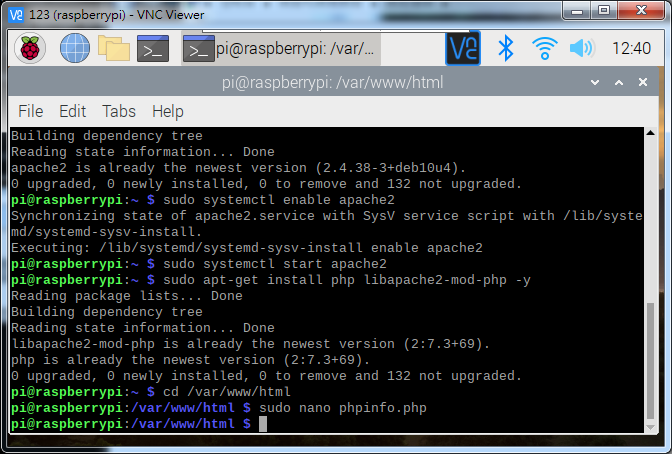 123 (raspberrypi) - VNC Viewer
pi@raspberrypi: /var/...
12:40
pi@raspberrypi: /var/www/html
File Edit Tabs Help
Building dependency tree
Reading state information... Done
apache2 is already the newest version (2.4.38-3+deb10u4).
0 upgraded, 0 newly installed, 0 to remove and 132 not upgraded.
pi@raspberrypi:~ $ sudo systemctl enable apache2
Synchronizing state of apache2.service with SysV service script with /lib/syste
md/systemd-sysv-install.
Executing: /lib/systemd/systemd-sysv-install enable apache2
pi@raspberrypi:~ $ sudo systemctl start apache2
pi@raspberrypi:~ $ sudo apt-get install php libapache2-mod-php -y
Reading package lists... Done
Building dependency tree
Reading state information... Done
libapache2-mod-php is already the newest version (2:7.3+69).
php is already the newest version (2:7.3+69).
0 upgraded, 0 newly installed, 0 to remove and 132 not upgraded.
pi@raspberrypi:~ $ cd /var/www/html
pi@raspberrypi:/var/www/html $ sudo nano phpinfo.php
pi@raspberrypi:/var/www/html $